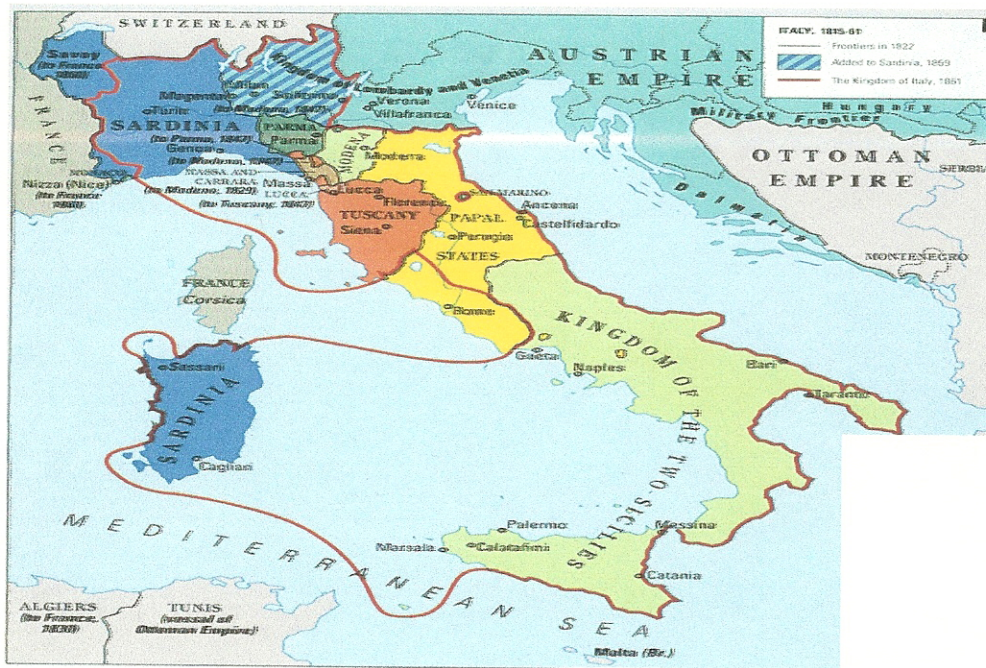 SWITZERLAND
ITALY, 1815-61
Frontiers in 1822
Added to Sardinia, 1859
The Kingdom of Italy, 1861
Savoy
(to France
1860)
AUSTRIAN
EMPIRE
Kingdom of Lombardy and Venetia
Milan
Magenta
Solferino
Verona
Villafranca
Venice
Turin
SARDINIA
(to Parma, 1847)
Genoa
(to Modena, 1847)
PARMA
Parma
MODENA
Modena
Hungary
Military Frontier
OTTOMAN
EMPIRE
SERBIA
FRANCE
MONACO
Nizza (Nice)
(to France
MASSA AND
CARRARA
(to Modena, 1829)
Massa
LUCCA
(to Tuscany, 1847)
Lucca
Florence
TUSCANY
Siena
SAN MARINO
Ancona
Castelfidardo
PAPAL
STATES
Perugia
Rome
Dalmatia
MONTENEGRO
FRANCE
Corsica
KINGDOM OF THE TWO SICILIES
Gaeta
Naples
Bari
Taranto
Sassari
SARDINIA
Cagliari
MEDITERRANEAN SEA
Palermo
Messina
Marsala
Calatafimi
Catania
ALGIERS
(to France,
1830)
TUNIS
(vassal of
Ottoman Empire)
Malta (Br.)